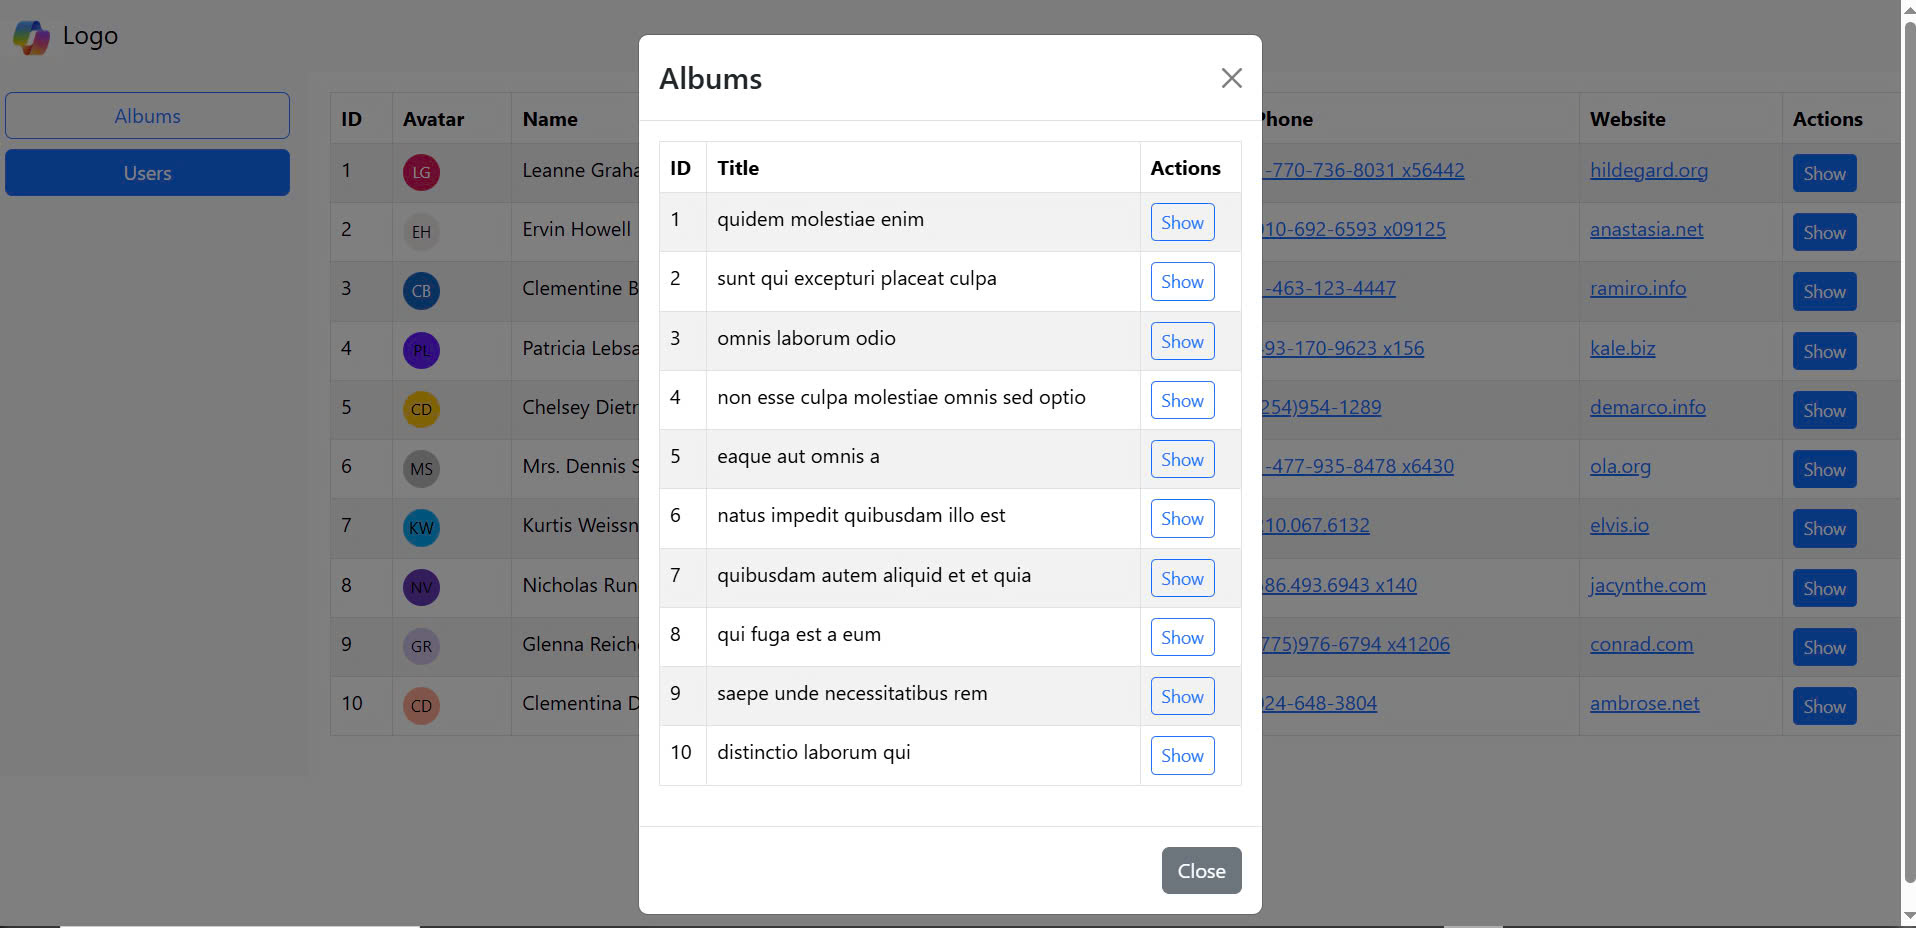 Logo
Albums
Users
ID Avatar Name Phone Website Actions
1 LG Leanne -770-736-8031 x56442 hildegard.org Show
2 EH Ervin Howell 10-692-6593 x09125 anastasia.net Show
3 CB Clementine -463-123-4447 ramiro.info Show
4 PL Patricia 93-170-9623 x156 kale.biz Show
5 CD Chelsey 254)954-1289 demarco.info Show
6 MS Mrs. Dennis -477-935-8478 x6430 ola.org Show
7 KW Kurtis 10.067.6132 elvis.io Show
8 NV Nicholas 86.493.6943 x140 jacynthe.com Show
9 GR Glenna 775)976-6794 x41206 conrad.com Show
10 CD Clementina 24-648-3804 ambrose.net Show
Albums
ID Title Actions
1 quidem molestiae enim Show
2 sunt qui excepturi placeat culpa Show
3 omnis laborum odio Show
4 non esse culpa molestiae omnis sed optio Show
5 eaque aut omnis a Show
6 natus impedit quibusdam illo est Show
7 quibusdam autem aliquid et et quia Show
8 qui fuga est a eum Show
9 saepe unde necessitatibus rem Show
10 distinctio laborum qui Show
Close